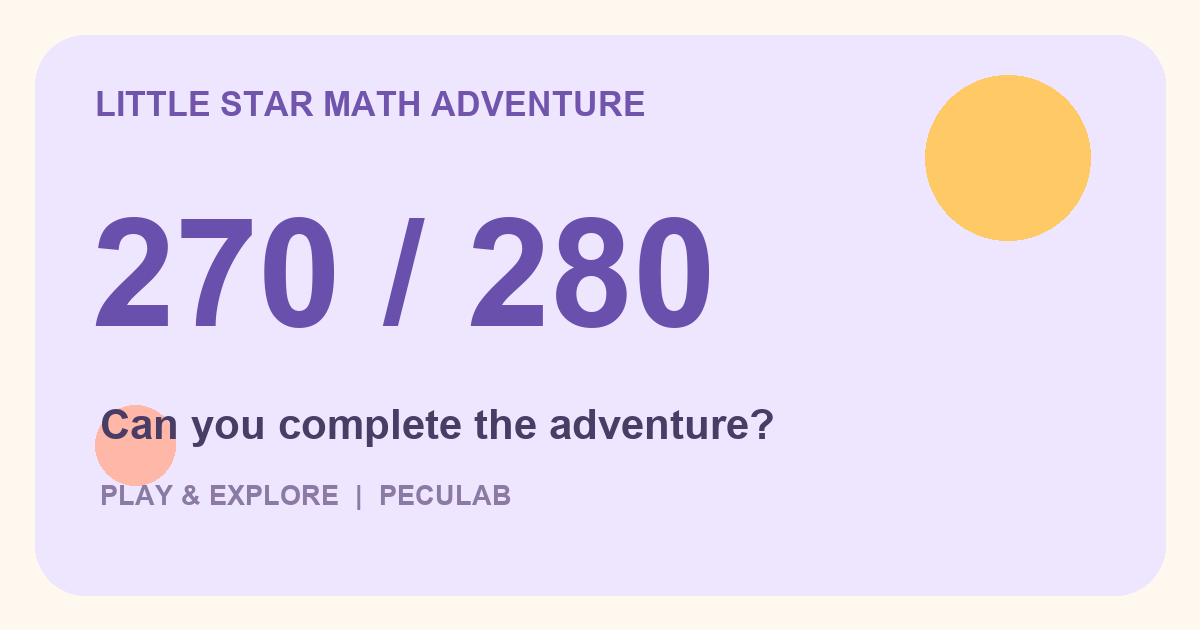 LITTLE STAR MATH ADVENTURE
270 / 280
Can you complete the adventure?
PLAY & EXPLORE | PECULAB